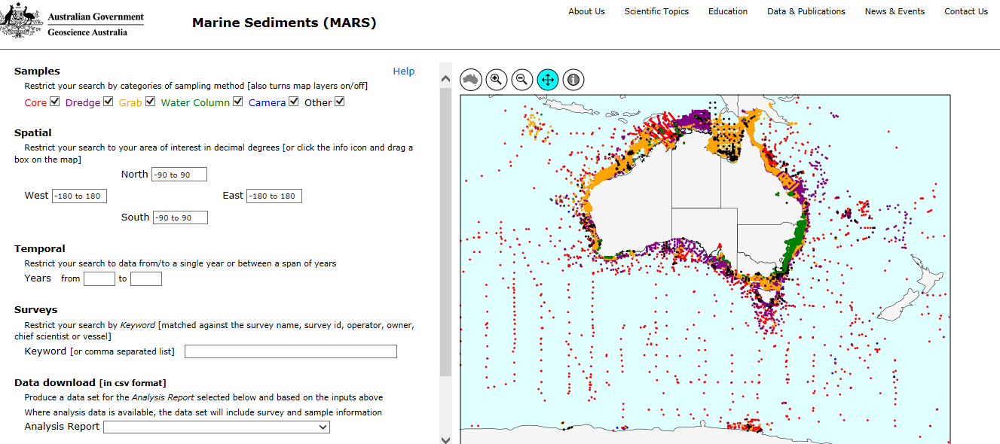 Australian Government
Geoscience Australia
Marine Sediments (MARS)
About Us Scientific Topics Education Data & Publications News & Events Contact Us
Samples Help
Restrict your search by categories of sampling method [also turns map layers on/off]
Core Dredge Grab Water Column Camera Other
Spatial
Restrict your search to your area of interest in decimal degrees [or click the info icon and drag a
box on the map]
North -90 to 90
West -180 to 180 East -180 to 180
South -90 to 90
Temporal
Restrict your search to data from/to a single year or between a span of years
Years from to
Surveys
Restrict your search by Keyword [matched against the survey name, survey id, operator, owner,
chief scientist or vessel]
Keyword [or comma separated list]
Data download [in csv format]
Produce a data set for the Analysis Report selected below and based on the inputs above
Where analysis data is available, the data set will include survey and sample information
Analysis Report